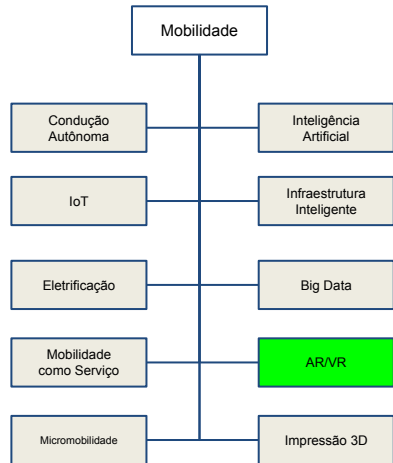 Mobilidade
Condução
Autônoma
Inteligência
Artificial
IoT
Infraestrutura
Inteligente
Eletrificação
Big Data
Mobilidade
como Serviço
AR/VR
Micromobilidade
Impressão 3D